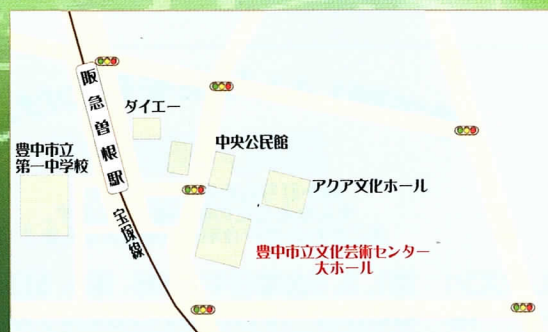 阪急曽根駅
ダイエー
中央公民館
豊中市立
第一中学校
アクア文化ホール
宝塚線
豊中市立文化芸術センター
大ホール